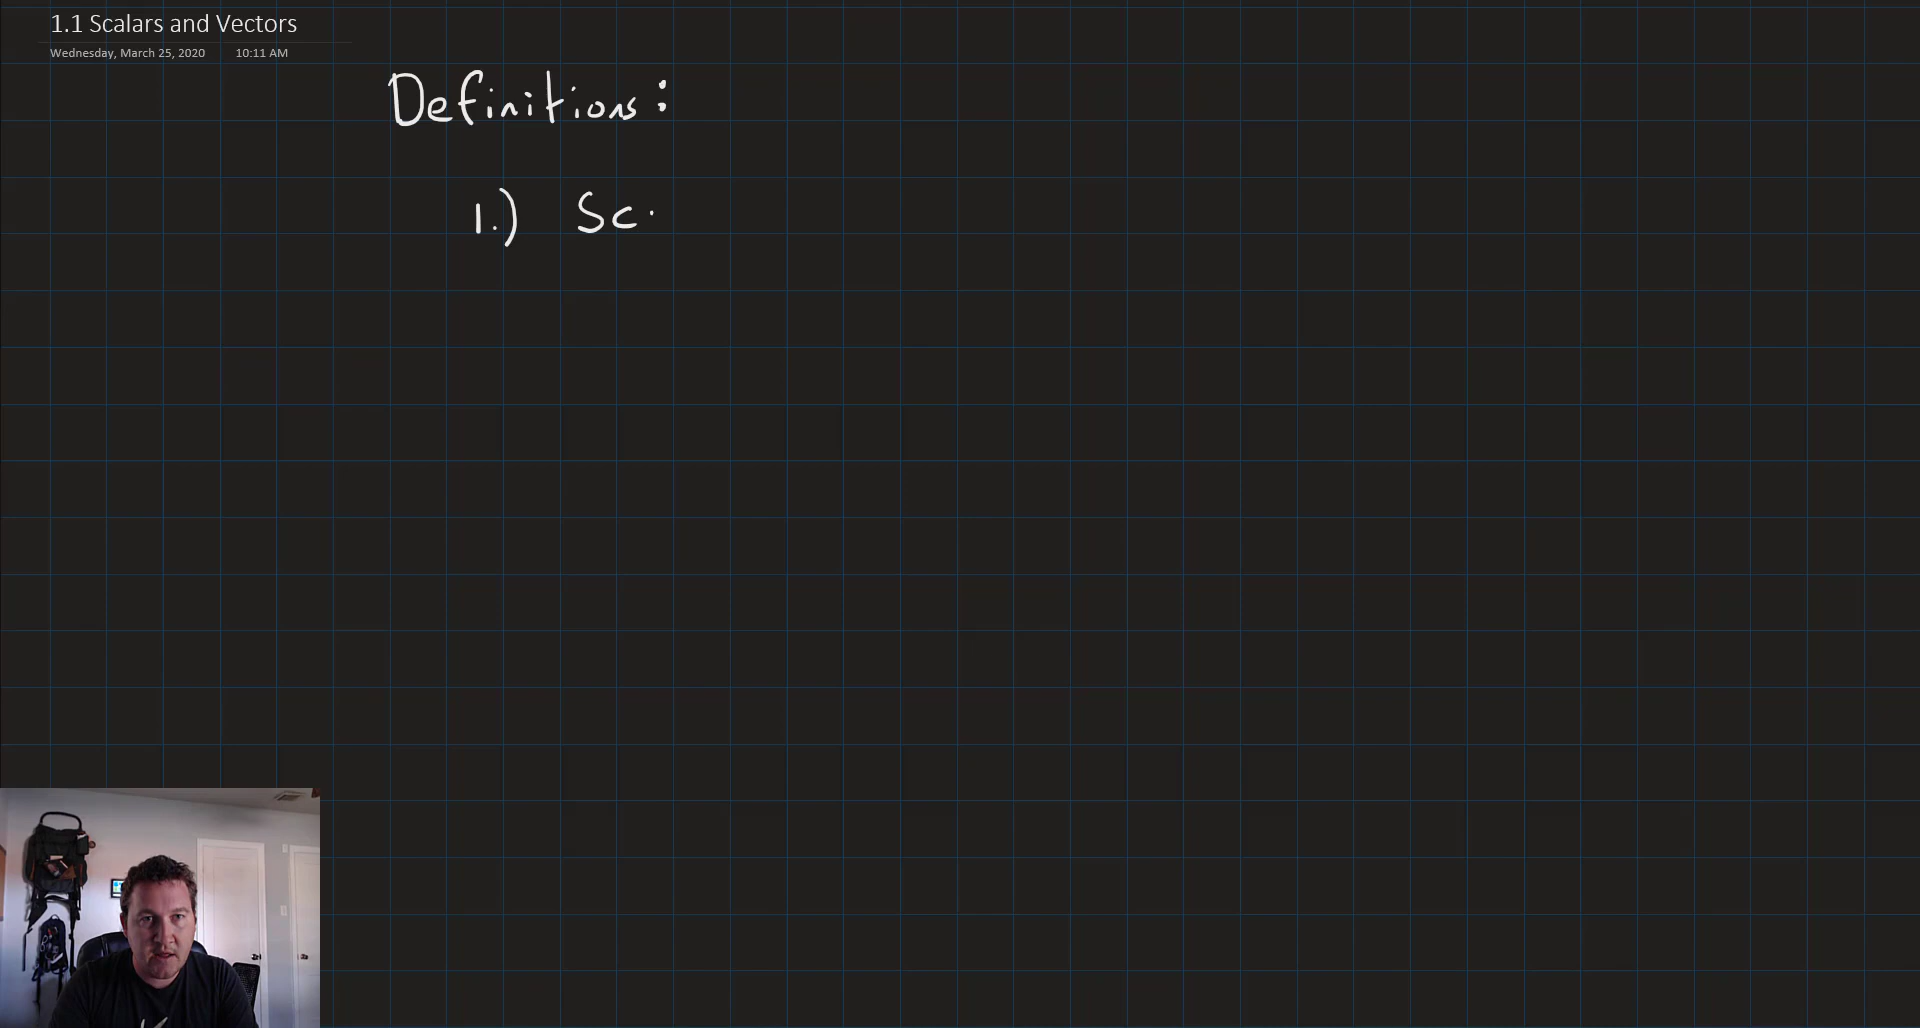 1.1 Scalars and Vectors
Wednesday, March 25, 2020 10:11 AM
Definitions:
1.) Sc